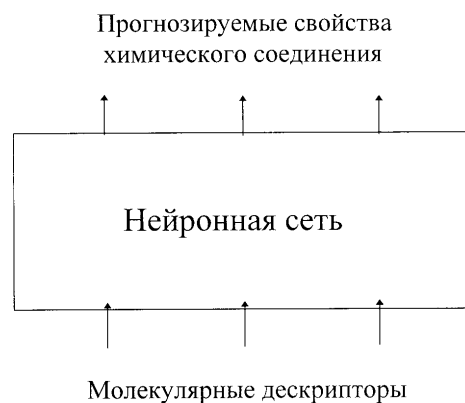 Прогнозируемые свойства
химического соединения
Нейронная сеть
Молекулярные дескрипторы